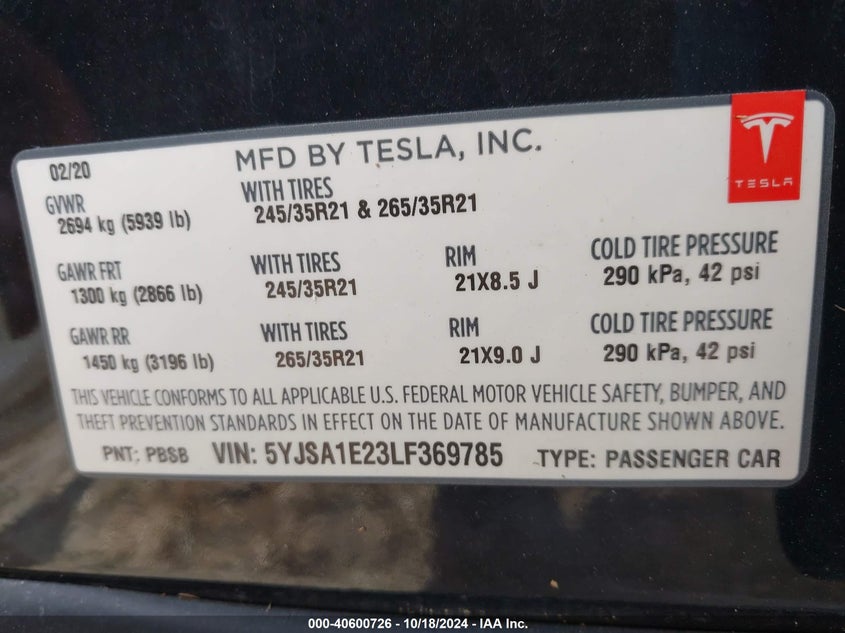 02/20 MFD BY TESLA, INC.
TESLA
GVWR WITH TIRES
2694 kg (5939 lb) 245/35R21 & 265/35R21
GAWR FRT WITH TIRES RIM COLD TIRE PRESSURE
1300 kg (2866 lb) 245/35R21 21X8.5 J 290 kPa, 42 psi
GAWR RR WITH TIRES RIM COLD TIRE PRESSURE
1450 kg (3196 lb) 265/35R21 21X9.0 J 290 kPa, 42 psi
THIS VEHICLE CONFORMS TO ALL APPLICABLE U.S. FEDERAL MOTOR VEHICLE SAFETY, BUMPER, AND
THEFT PREVENTION STANDARDS IN EFFECT ON THE DATE OF MANUFACTURE SHOWN ABOVE.
PNT: PBSB VIN: 5YJSA1E23LF369785 TYPE: PASSENGER CAR
000-40600726 - 10/18/2024 - IAA Inc.